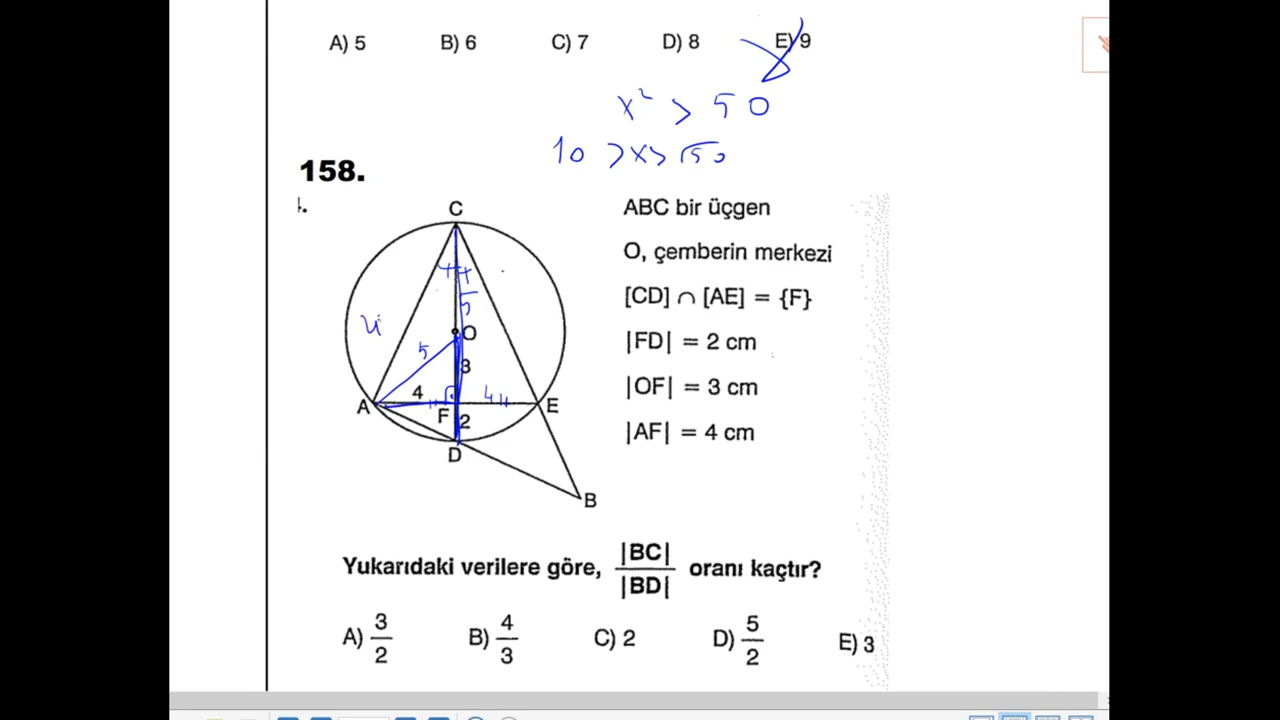 A) 5 B) 6 C) 7 D) 8 E) 9
x² > 50
10 > x > √50
158.
ABC bir üçgen
O, çemberin merkezi
[CD] ∩ [AE] = {F}
|FD| = 2 cm
|OF| = 3 cm
|AF| = 4 cm
C
5
O
5
3
4
4
A
F
E
2
D
B
Yukarıdaki verilere göre, |BC| / |BD| oranı kaçtır?
A) 3/2 B) 4/3 C) 2 D) 5/2 E) 3